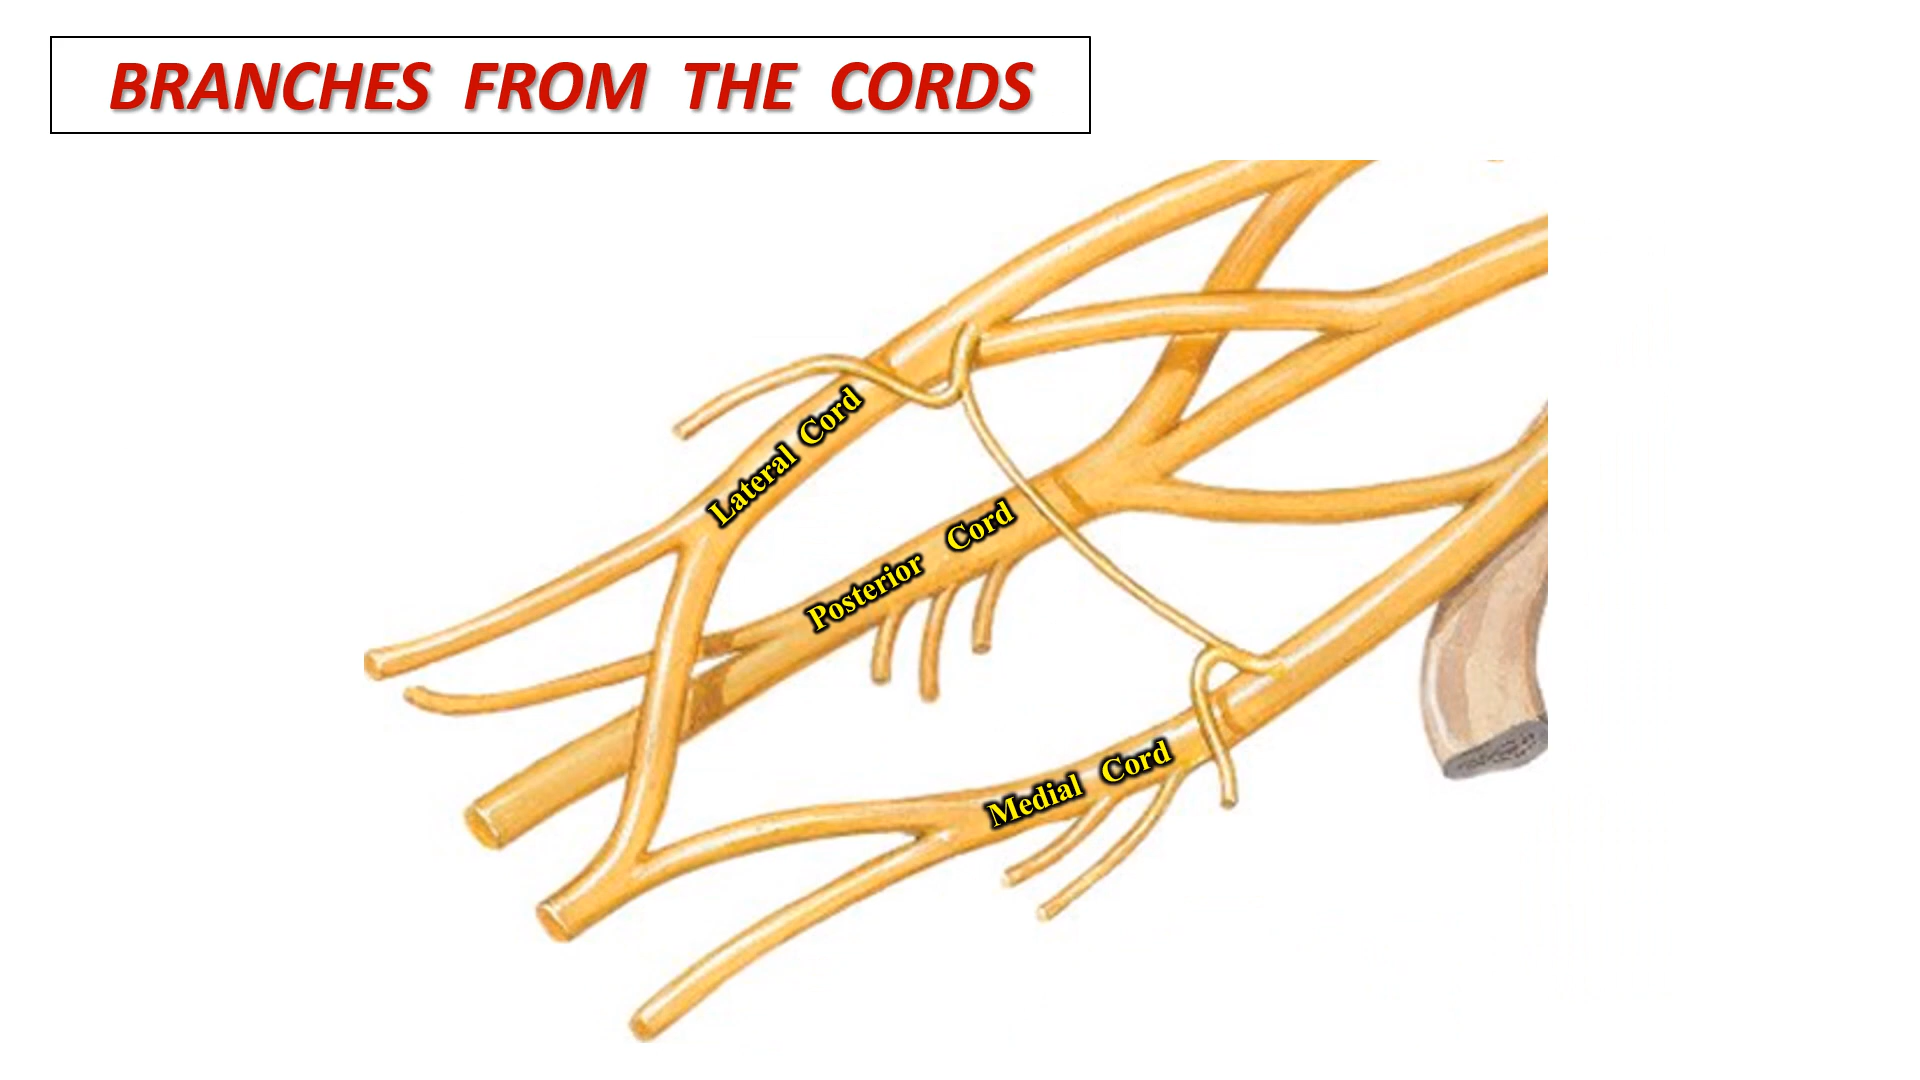 BRANCHES FROM THE CORDS
Lateral Cord
Posterior Cord
Medial Cord